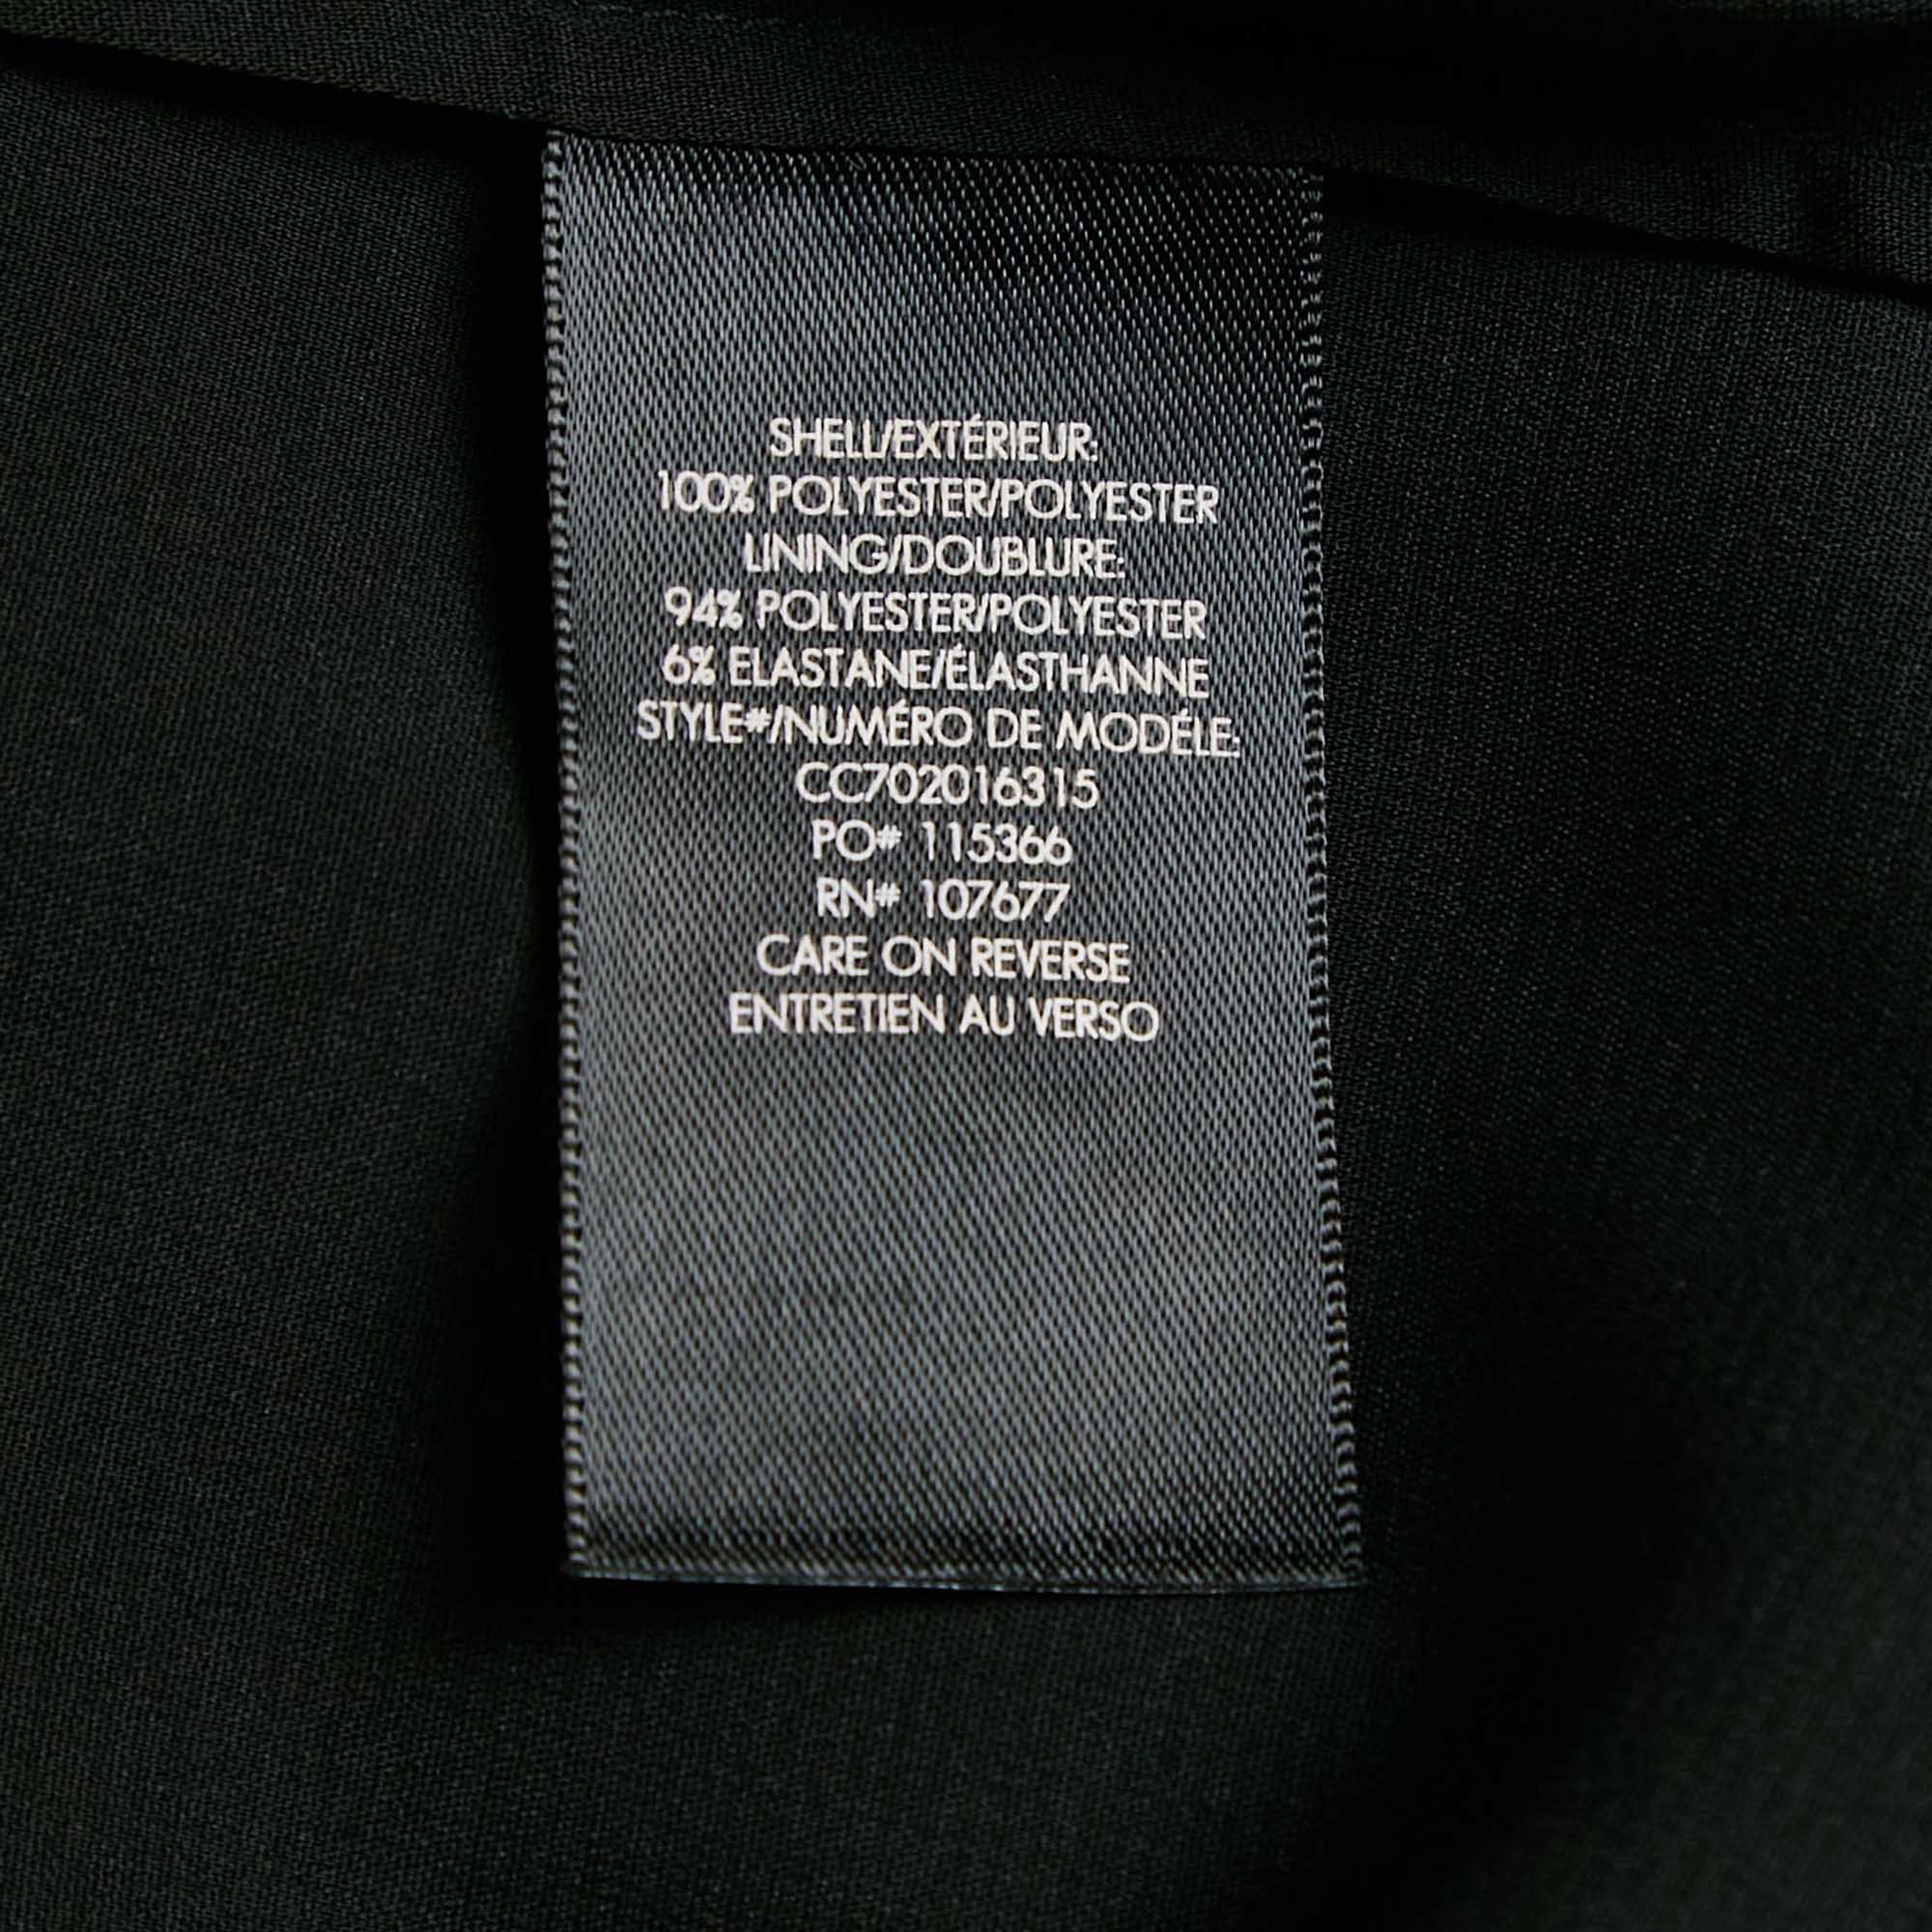 SHELL/EXTÉRIEUR:
100% POLYESTER/POLYESTER
LINING/DOUBLURE:
94% POLYESTER/POLYESTER
6% ELASTANE/ÉLASTHANNE
STYLE#/NUMÉRO DE MODÉLE:
CC702016315
PO# 115366
RN# 107677
CARE ON REVERSE
ENTRETIEN AU VERSO